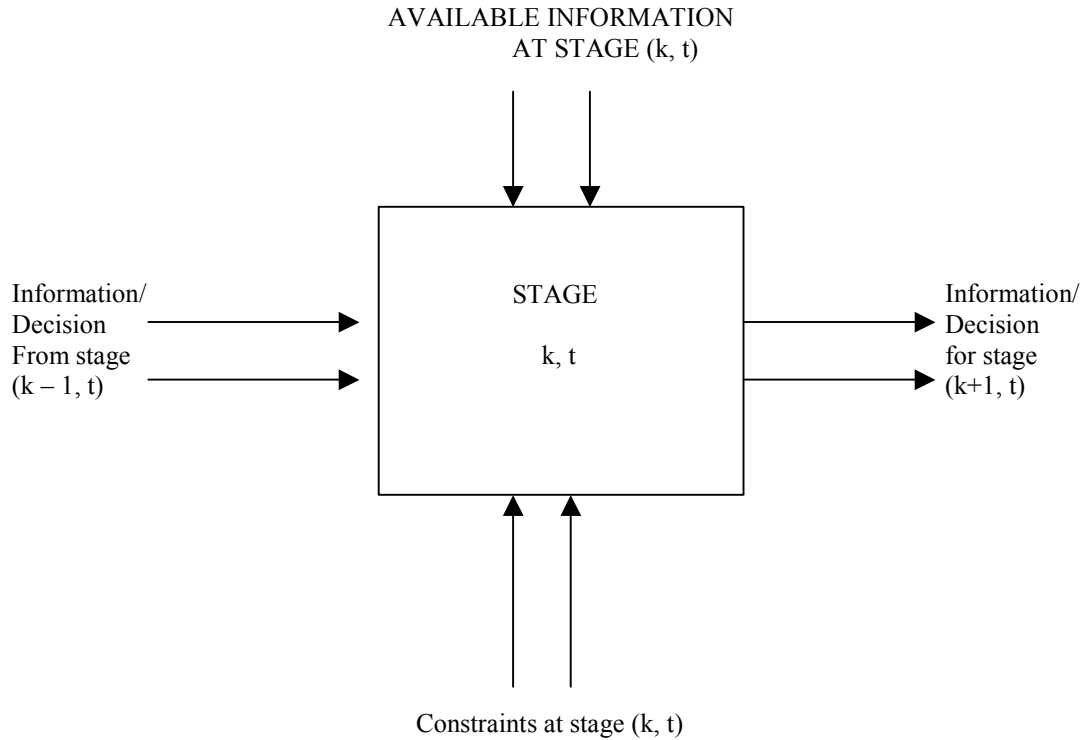 AVAILABLE INFORMATION
AT STAGE (k, t)
Information/
Decision
From stage
(k – 1, t)
STAGE
k, t
Information/
Decision
for stage
(k+1, t)
Constraints at stage (k, t)